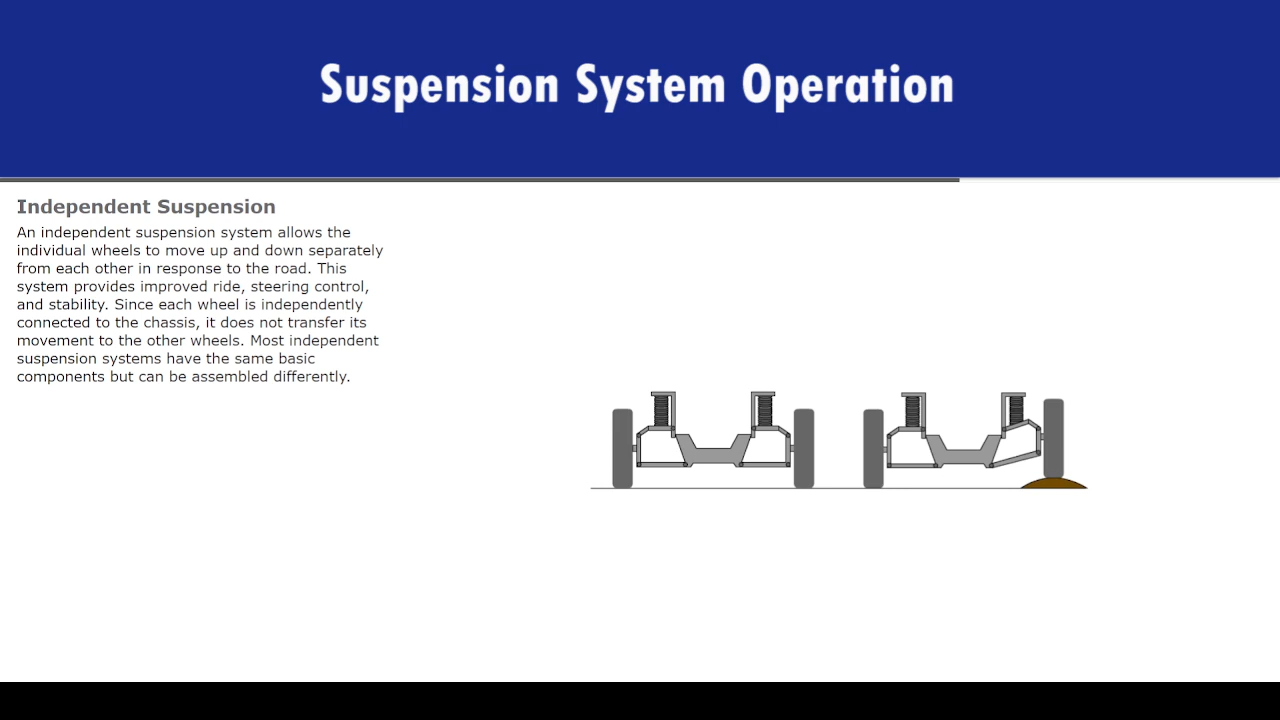 Suspension System Operation
Independent Suspension
An independent suspension system allows the
individual wheels to move up and down separately
from each other in response to the road. This
system provides improved ride, steering control,
and stability. Since each wheel is independently
connected to the chassis, it does not transfer its
movement to the other wheels. Most independent
suspension systems have the same basic
components but can be assembled differently.